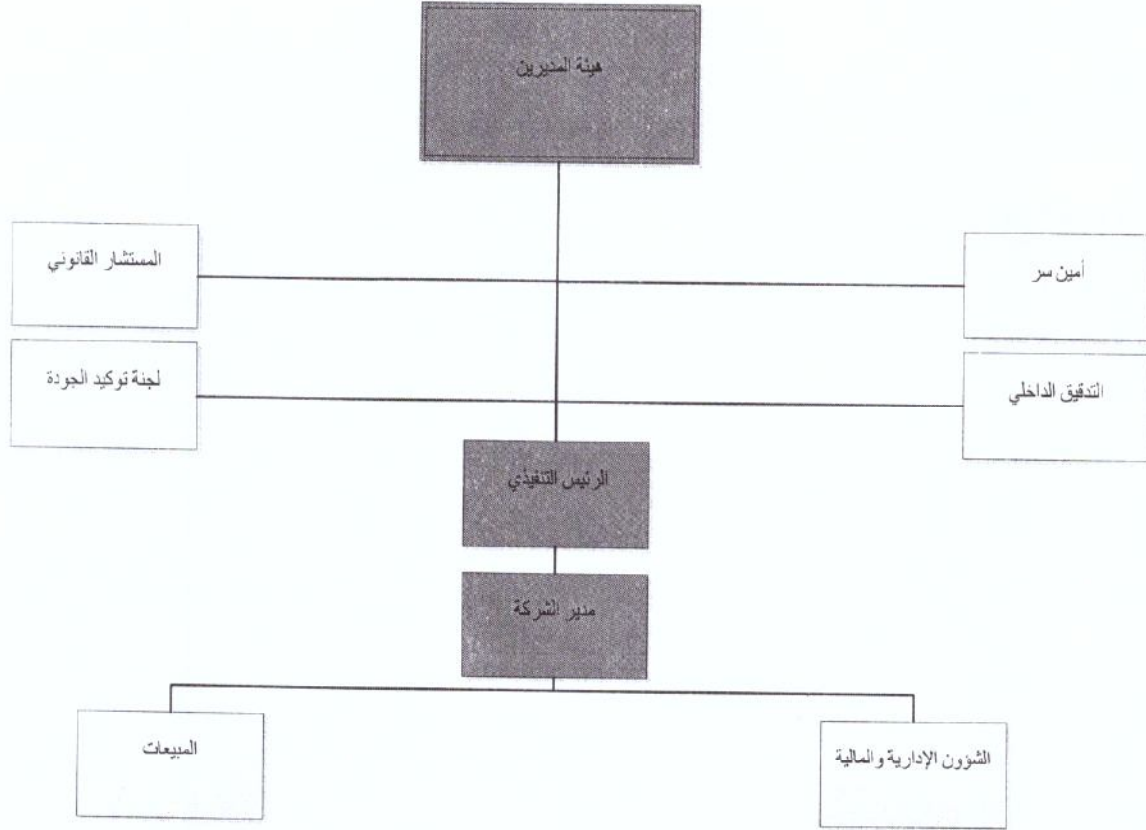 هيئة المديرين
أمين سر
المستشار القانوني
التدقيق الداخلي
لجنة توكيد الجودة
الرئيس التنفيذي
مدير الشركة
الشؤون الإدارية والمالية
المبيعات